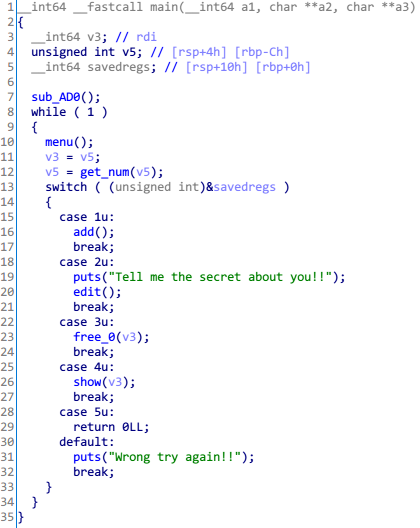 1 __int64 __fastcall main(__int64 a1, char **a2, char **a3)
2 {
3   __int64 v3; // rdi
4   unsigned int v5; // [rsp+4h] [rbp-Ch]
5   __int64 savedregs; // [rsp+10h] [rbp+0h]
6
7   sub_AD0();
8   while ( 1 )
9   {
10     menu();
11     v3 = v5;
12     v5 = get_num(v5);
13     switch ( (unsigned int)&savedregs )
14     {
15       case 1u:
16         add();
17         break;
18       case 2u:
19         puts("Tell me the secret about you!!");
20         edit();
21         break;
22       case 3u:
23         free_0(v3);
24         break;
25       case 4u:
26         show(v3);
27         break;
28       case 5u:
29         return 0LL;
30       default:
31         puts("Wrong try again!!");
32         break;
33     }
34   }
35 }